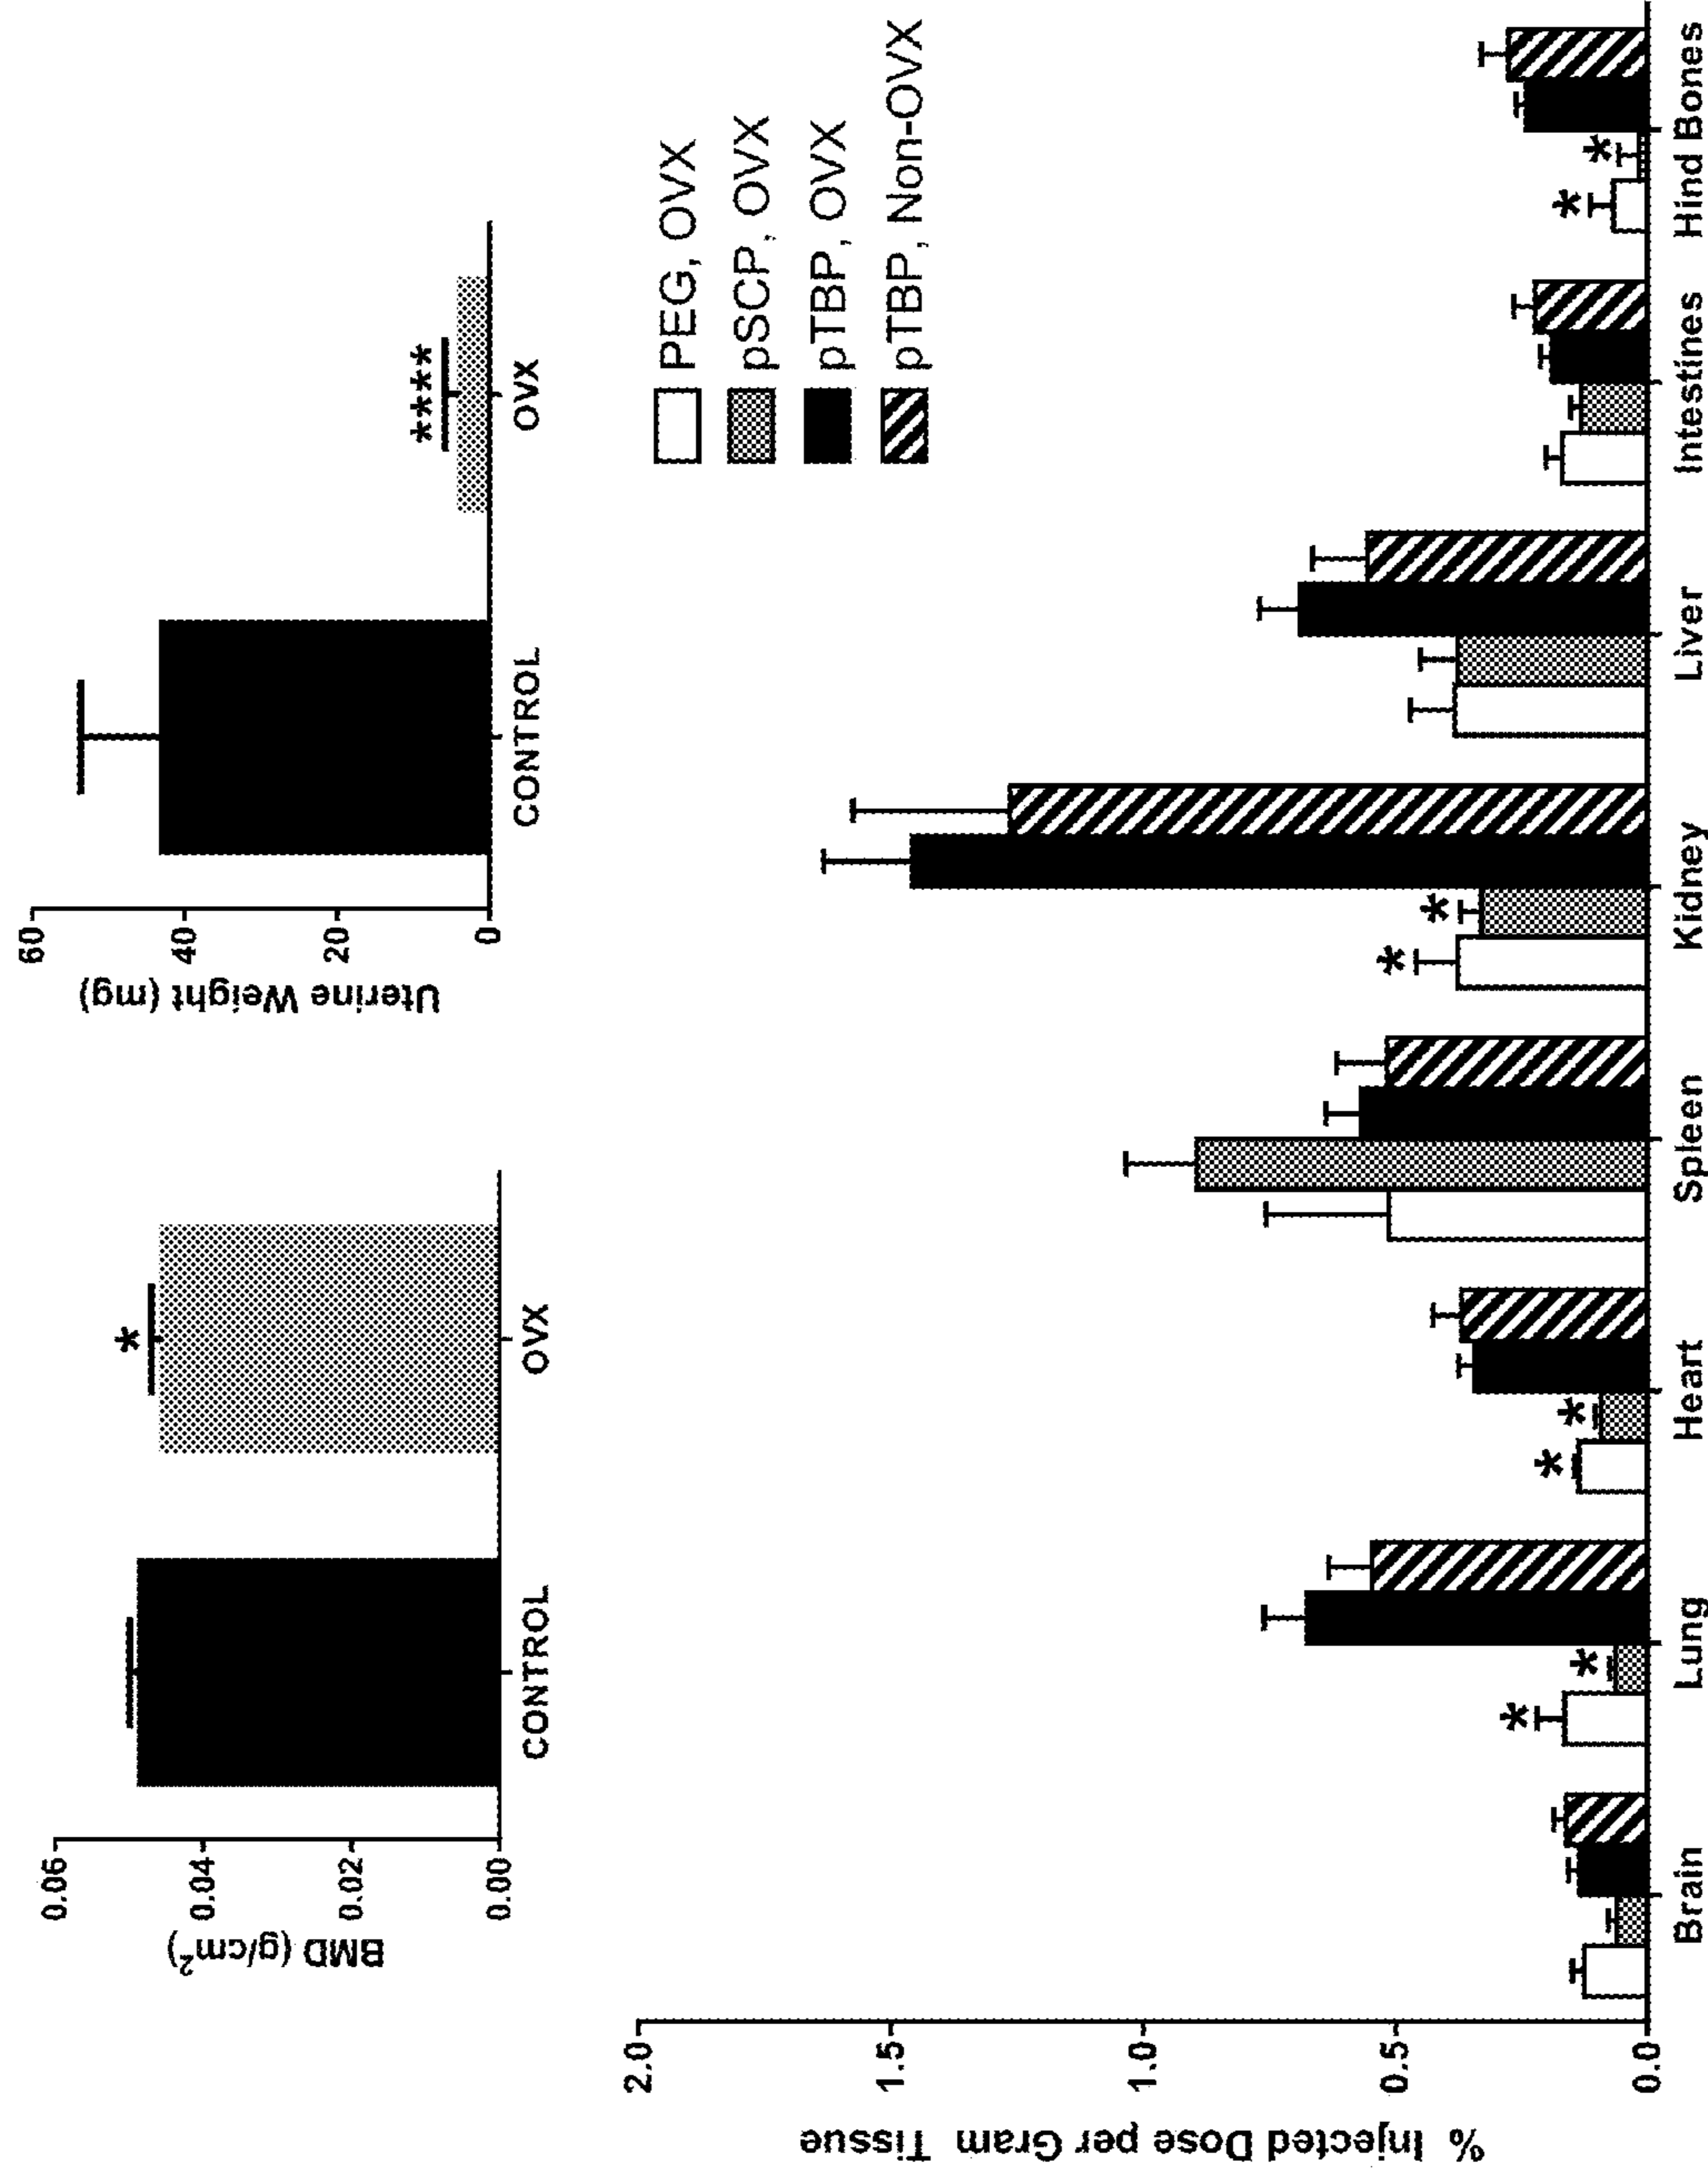 BMD (g/cm²)
0.06
0.04
0.02
0.00
*
CONTROL
OVX
Uterine Weight (mg)
60
40
20
0
****
CONTROL
OVX
PEG, OVX
pSCP, OVX
pTBP, OVX
pTBP, Non-OVX
% Injected Dose per Gram Tissue
2.0
1.5
1.0
0.5
0.0
* * * * * * * *
Brain Lung Heart Spleen Kidney Liver Intestines Hind Bones